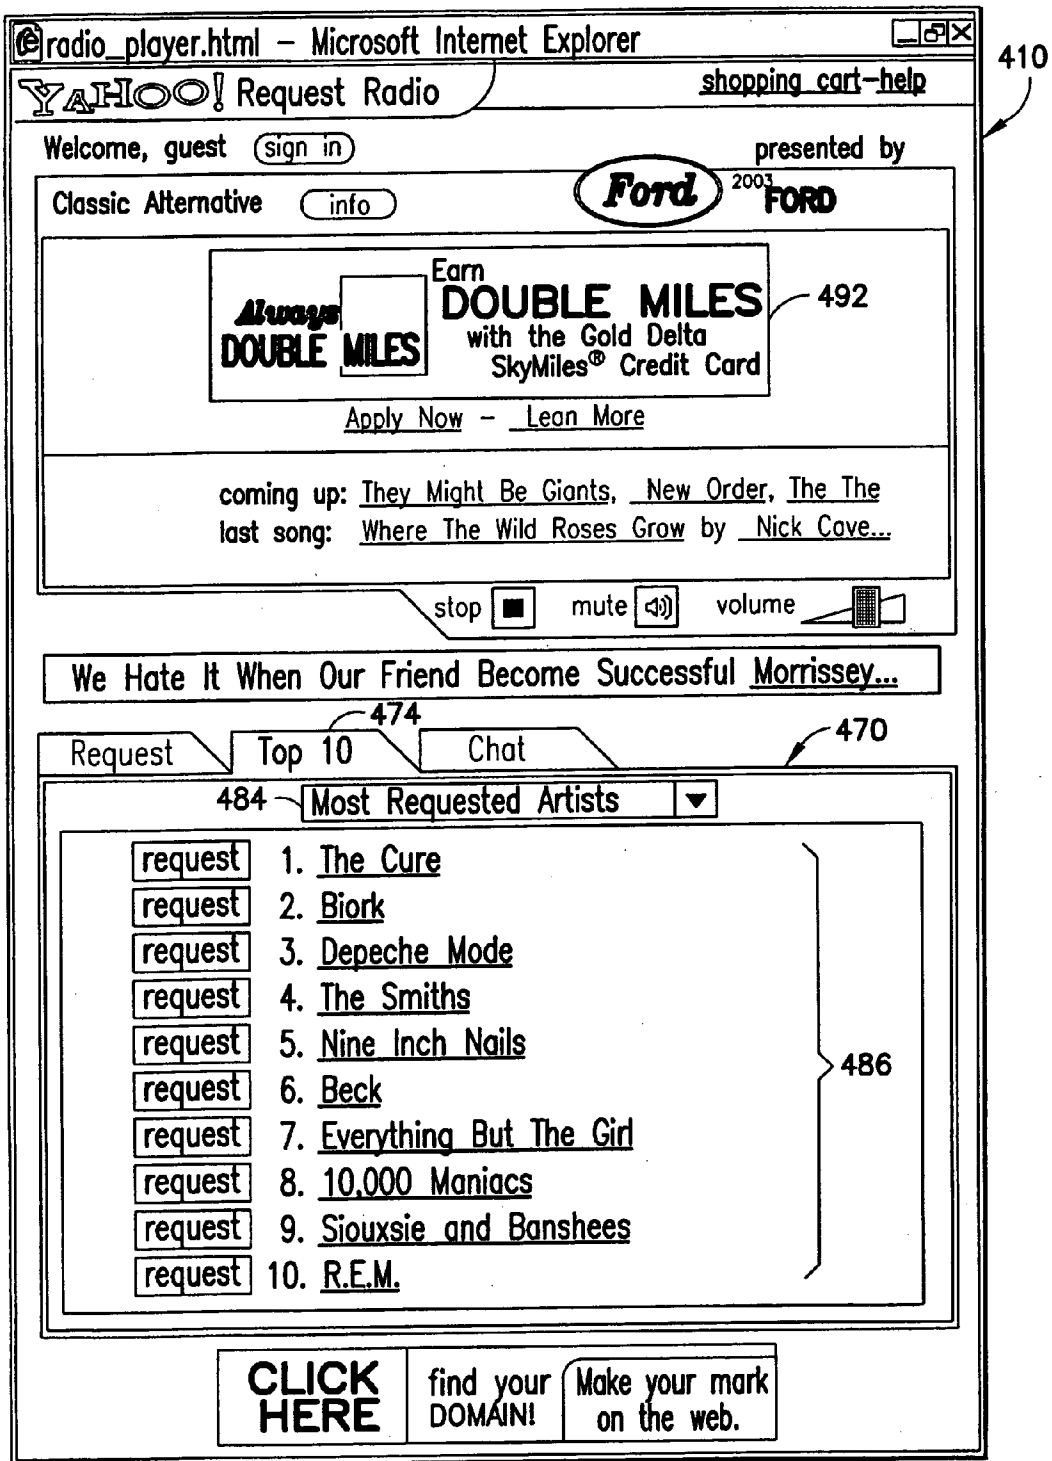 radio_player.html – Microsoft Internet Explorer
410
YAHOO! Request Radio
shopping cart-help
Welcome, guest sign in
presented by
Classic Alternative info
Ford 2003 FORD
Always
DOUBLE MILES
Earn
DOUBLE MILES
with the Gold Delta
SkyMiles® Credit Card
492
Apply Now – Lean More
coming up: They Might Be Giants, New Order, The The
last song: Where The Wild Roses Grow by Nick Cave...
stop mute volume
We Hate It When Our Friend Become Successful Morrissey...
474
470
Request Top 10 Chat
484 Most Requested Artists
request 1. The Cure
request 2. Biork
request 3. Depeche Mode
request 4. The Smiths
request 5. Nine Inch Nails
486
request 6. Beck
request 7. Everything But The Girl
request 8. 10,000 Maniacs
request 9. Siouxsie and Banshees
request 10. R.E.M.
CLICK
HERE
find your
DOMAIN!
Make your mark
on the web.